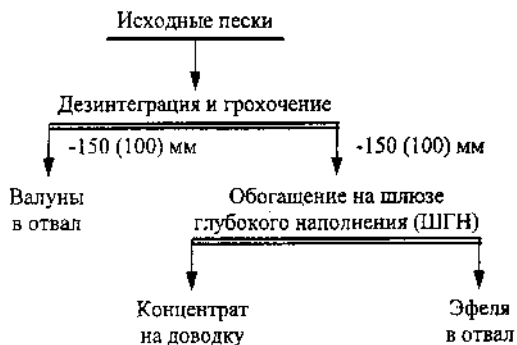 Исходные пески
Дезинтеграция и грохочение
-150 (100) мм
-150 (100) мм
Валуны
в отвал
Обогащение на шлюзе
глубокого наполнения (ШГН)
Концентрат
на доводку
Эфеля
в отвал